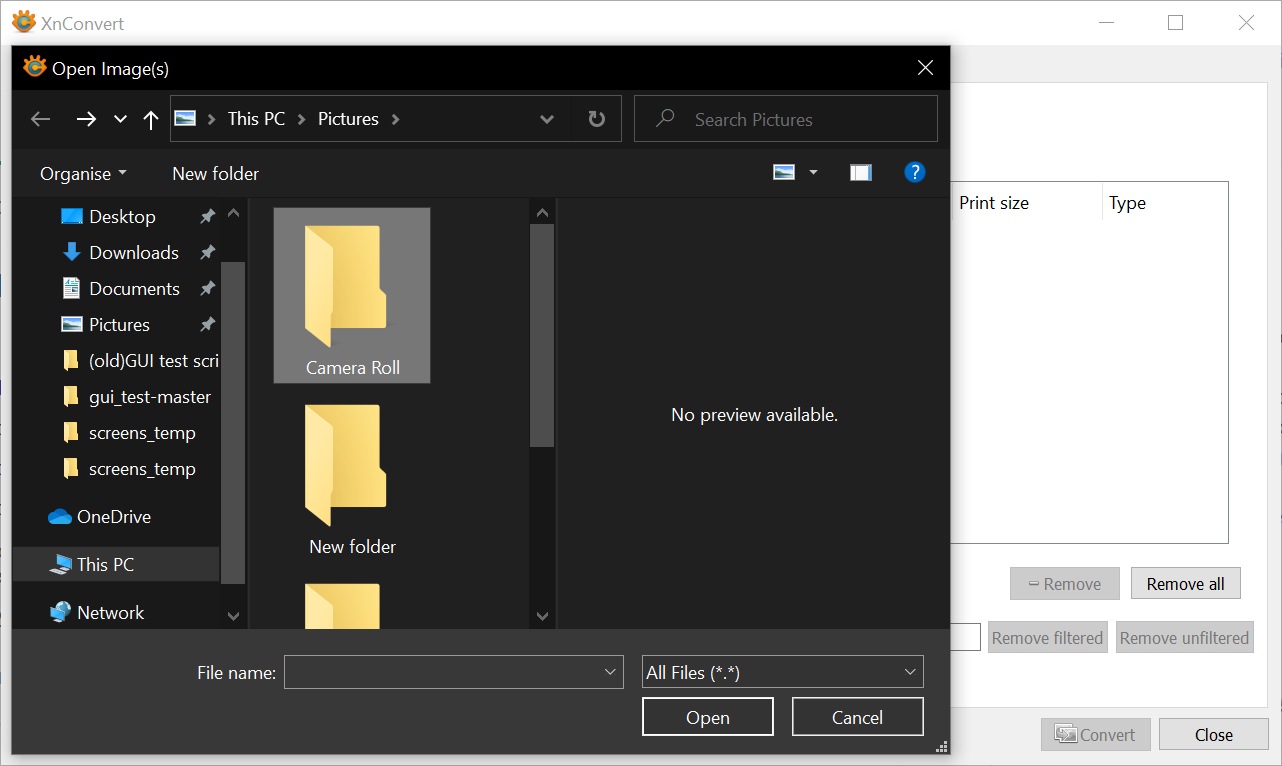 XnConvert
Open Image(s)
This PC
Pictures
Search Pictures
Organise
New folder
Desktop
Downloads
Documents
Pictures
(old)GUI test scri
gui_test-master
screens_temp
screens_temp
OneDrive
This PC
Network
Camera Roll
New folder
No preview available.
File name:
All Files (*.*)
Open
Cancel
Print size
Type
Remove
Remove all
Remove filtered
Remove unfiltered
Convert
Close